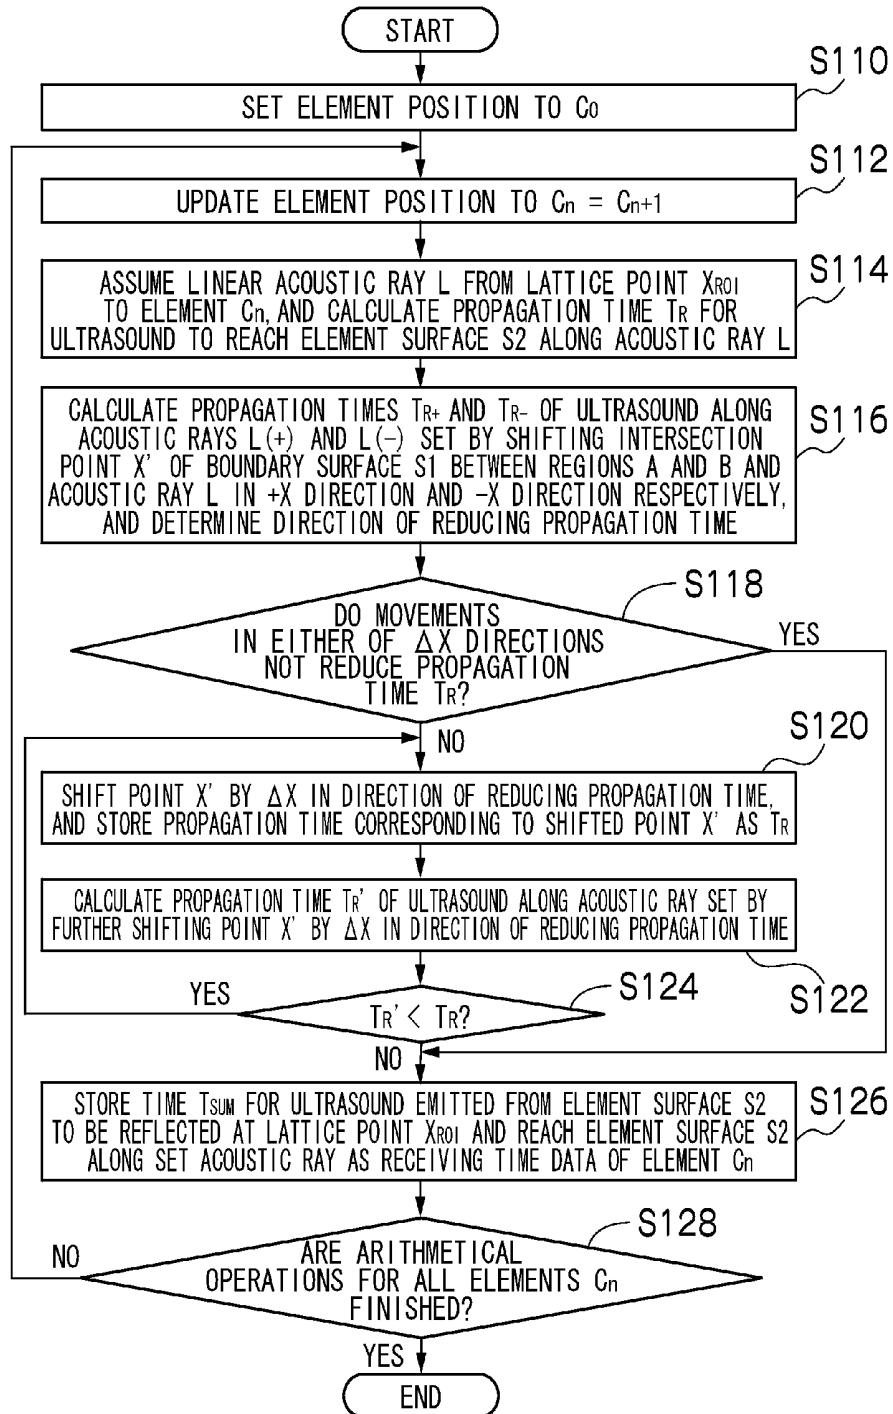 START
S110
SET ELEMENT POSITION TO C0
S112
UPDATE ELEMENT POSITION TO Cn = Cn+1
S114
ASSUME LINEAR ACOUSTIC RAY L FROM LATTICE POINT XROI
TO ELEMENT Cn, AND CALCULATE PROPAGATION TIME TR FOR
ULTRASOUND TO REACH ELEMENT SURFACE S2 ALONG ACOUSTIC RAY L
S116
CALCULATE PROPAGATION TIMES TR+ AND TR- OF ULTRASOUND ALONG
ACOUSTIC RAYS L(+) AND L(-) SET BY SHIFTING INTERSECTION
POINT X' OF BOUNDARY SURFACE S1 BETWEEN REGIONS A AND B AND
ACOUSTIC RAY L IN +X DIRECTION AND -X DIRECTION RESPECTIVELY,
AND DETERMINE DIRECTION OF REDUCING PROPAGATION TIME
S118
DO MOVEMENTS
IN EITHER OF ΔX DIRECTIONS
NOT REDUCE PROPAGATION
TIME TR?
YES
NO
S120
SHIFT POINT X' BY ΔX IN DIRECTION OF REDUCING PROPAGATION TIME,
AND STORE PROPAGATION TIME CORRESPONDING TO SHIFTED POINT X' AS TR
CALCULATE PROPAGATION TIME TR' OF ULTRASOUND ALONG ACOUSTIC RAY SET BY
FURTHER SHIFTING POINT X' BY ΔX IN DIRECTION OF REDUCING PROPAGATION TIME
S122
YES
S124
TR' < TR?
NO
S126
STORE TIME TSUM FOR ULTRASOUND EMITTED FROM ELEMENT SURFACE S2
TO BE REFLECTED AT LATTICE POINT XROI AND REACH ELEMENT SURFACE S2
ALONG SET ACOUSTIC RAY AS RECEIVING TIME DATA OF ELEMENT Cn
S128
NO
ARE ARITHMETICAL
OPERATIONS FOR ALL ELEMENTS Cn
FINISHED?
YES
END